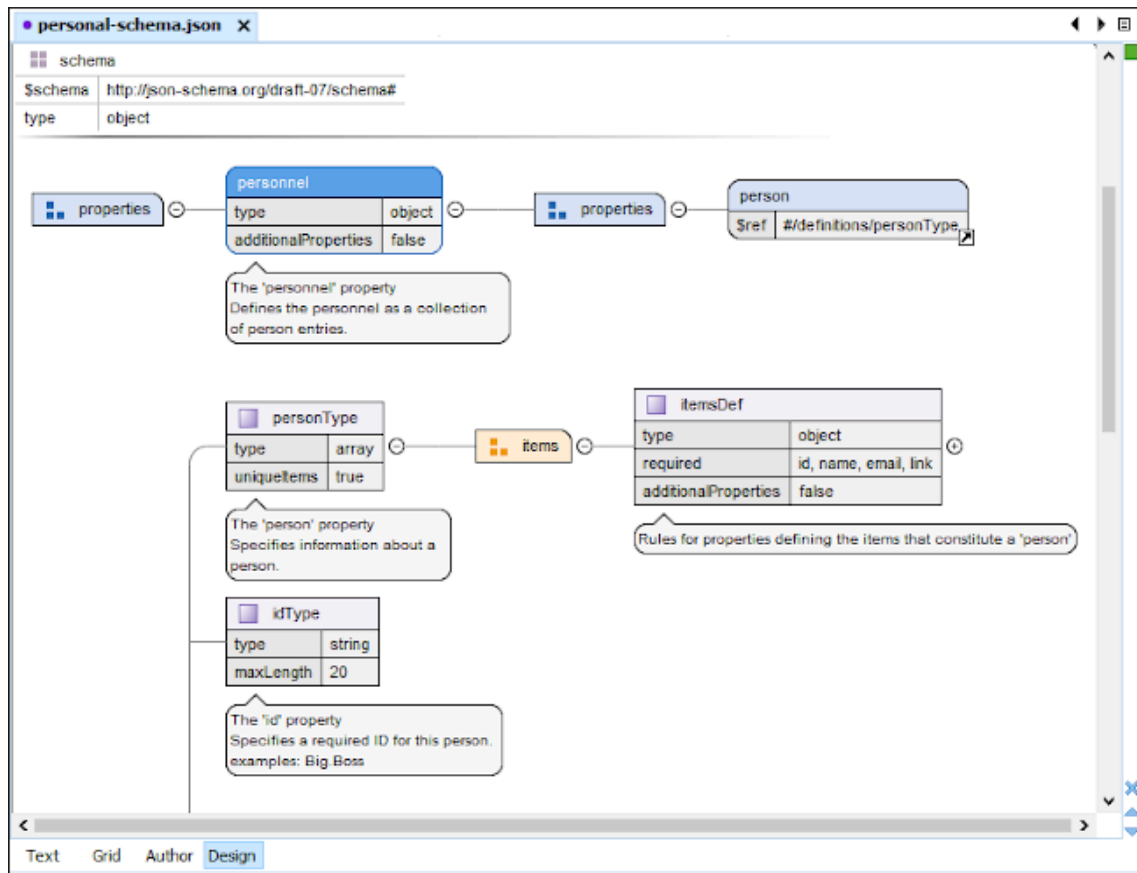 personal-schema.json
schema
$schema http://json-schema.org/draft-07/schema#
type object
properties
personnel
type object
additionalProperties false
properties
person
$ref #/definitions/personType
The 'personnel' property
Defines the personnel as a collection
of person entries.
personType
type array
uniqueItems true
items
itemsDef
type object
required id, name, email, link
additionalProperties false
The 'person' property
Specifies information about a
person.
Rules for properties defining the items that constitute a 'person'
idType
type string
maxLength 20
The 'id' property
Specifies a required ID for this person.
examples: Big.Boss
Text Grid Author Design